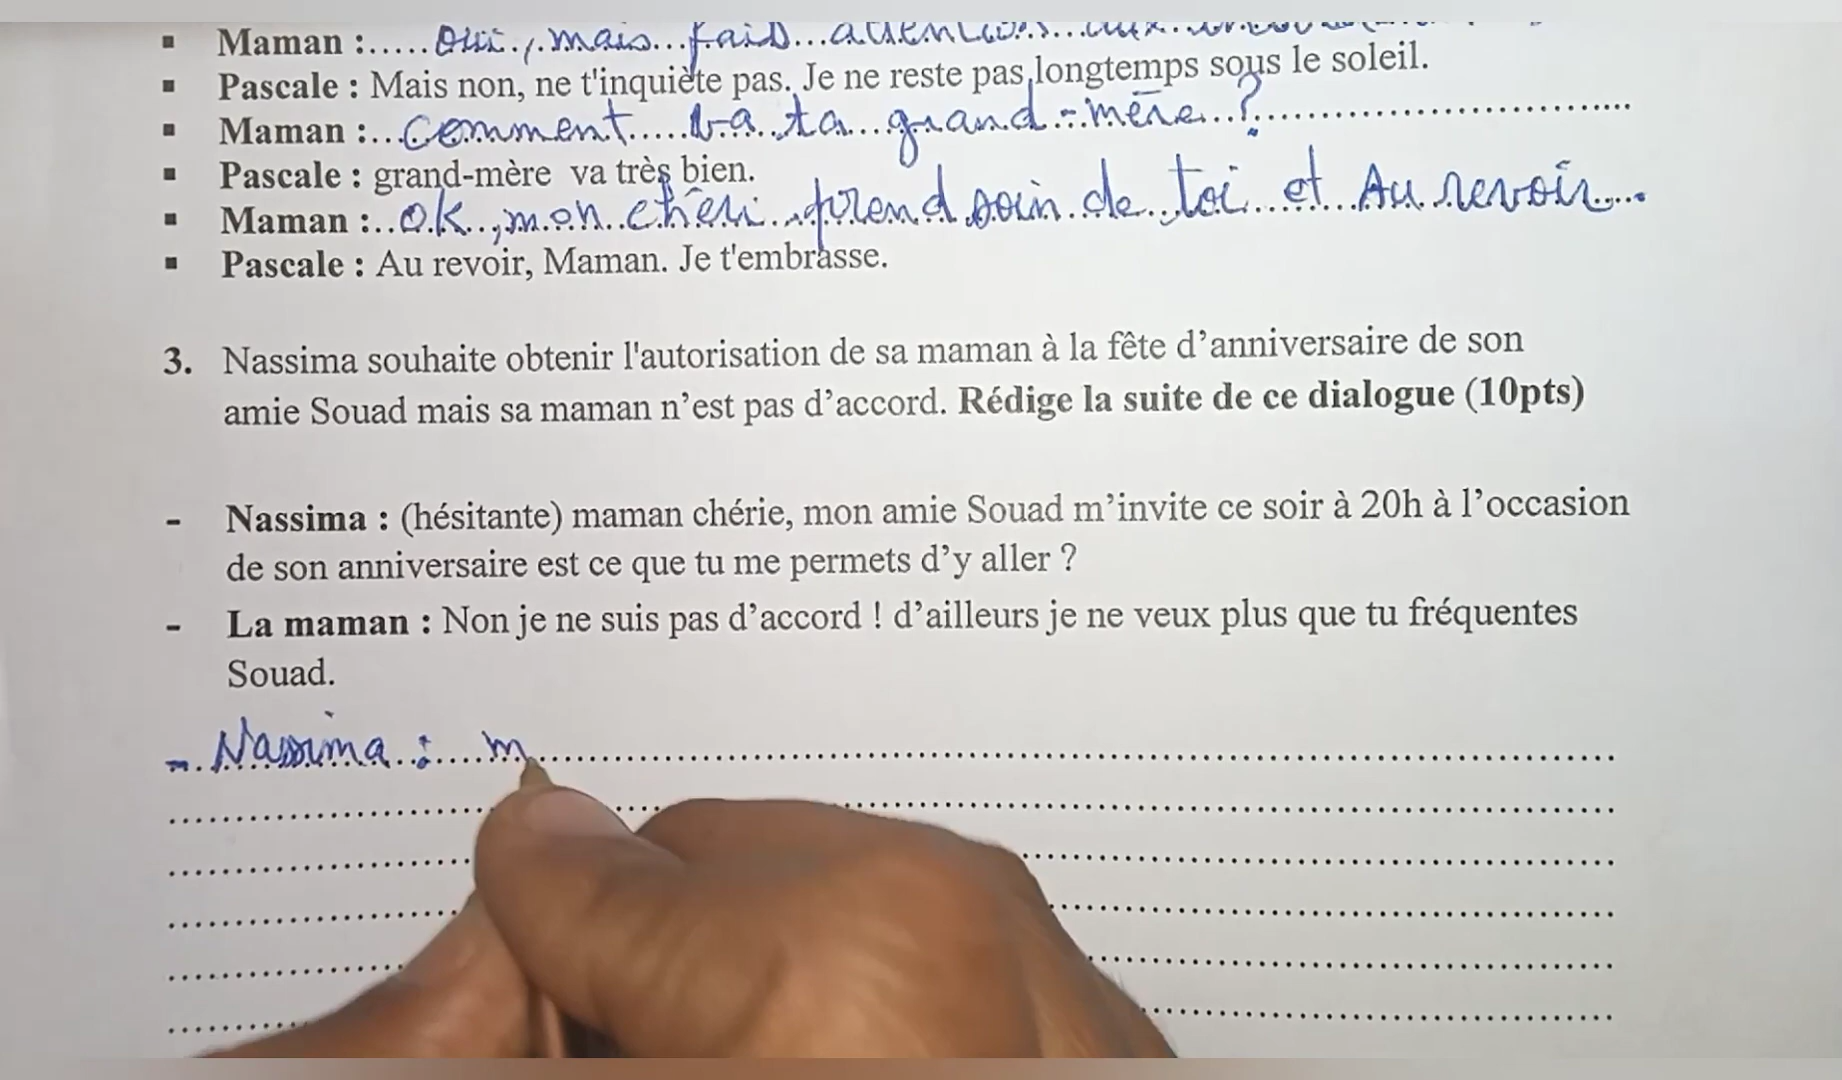 ▪ Maman :..... Oui, mais fais attention aux
▪ Pascale : Mais non, ne t'inquiète pas. Je ne reste pas longtemps sous le soleil.
▪ Maman :.. Comment va ta grand-mère ?
▪ Pascale : grand-mère va très bien.
▪ Maman :.. OK, mon chéri prend soin de toi et Au revoir...
▪ Pascale : Au revoir, Maman. Je t'embrasse.
3. Nassima souhaite obtenir l'autorisation de sa maman à la fête d’anniversaire de son
amie Souad mais sa maman n’est pas d’accord. Rédige la suite de ce dialogue (10pts)
- Nassima : (hésitante) maman chérie, mon amie Souad m’invite ce soir à 20h à l’occasion
de son anniversaire est ce que tu me permets d’y aller ?
- La maman : Non je ne suis pas d’accord ! d’ailleurs je ne veux plus que tu fréquentes
Souad.
- Nassima : m